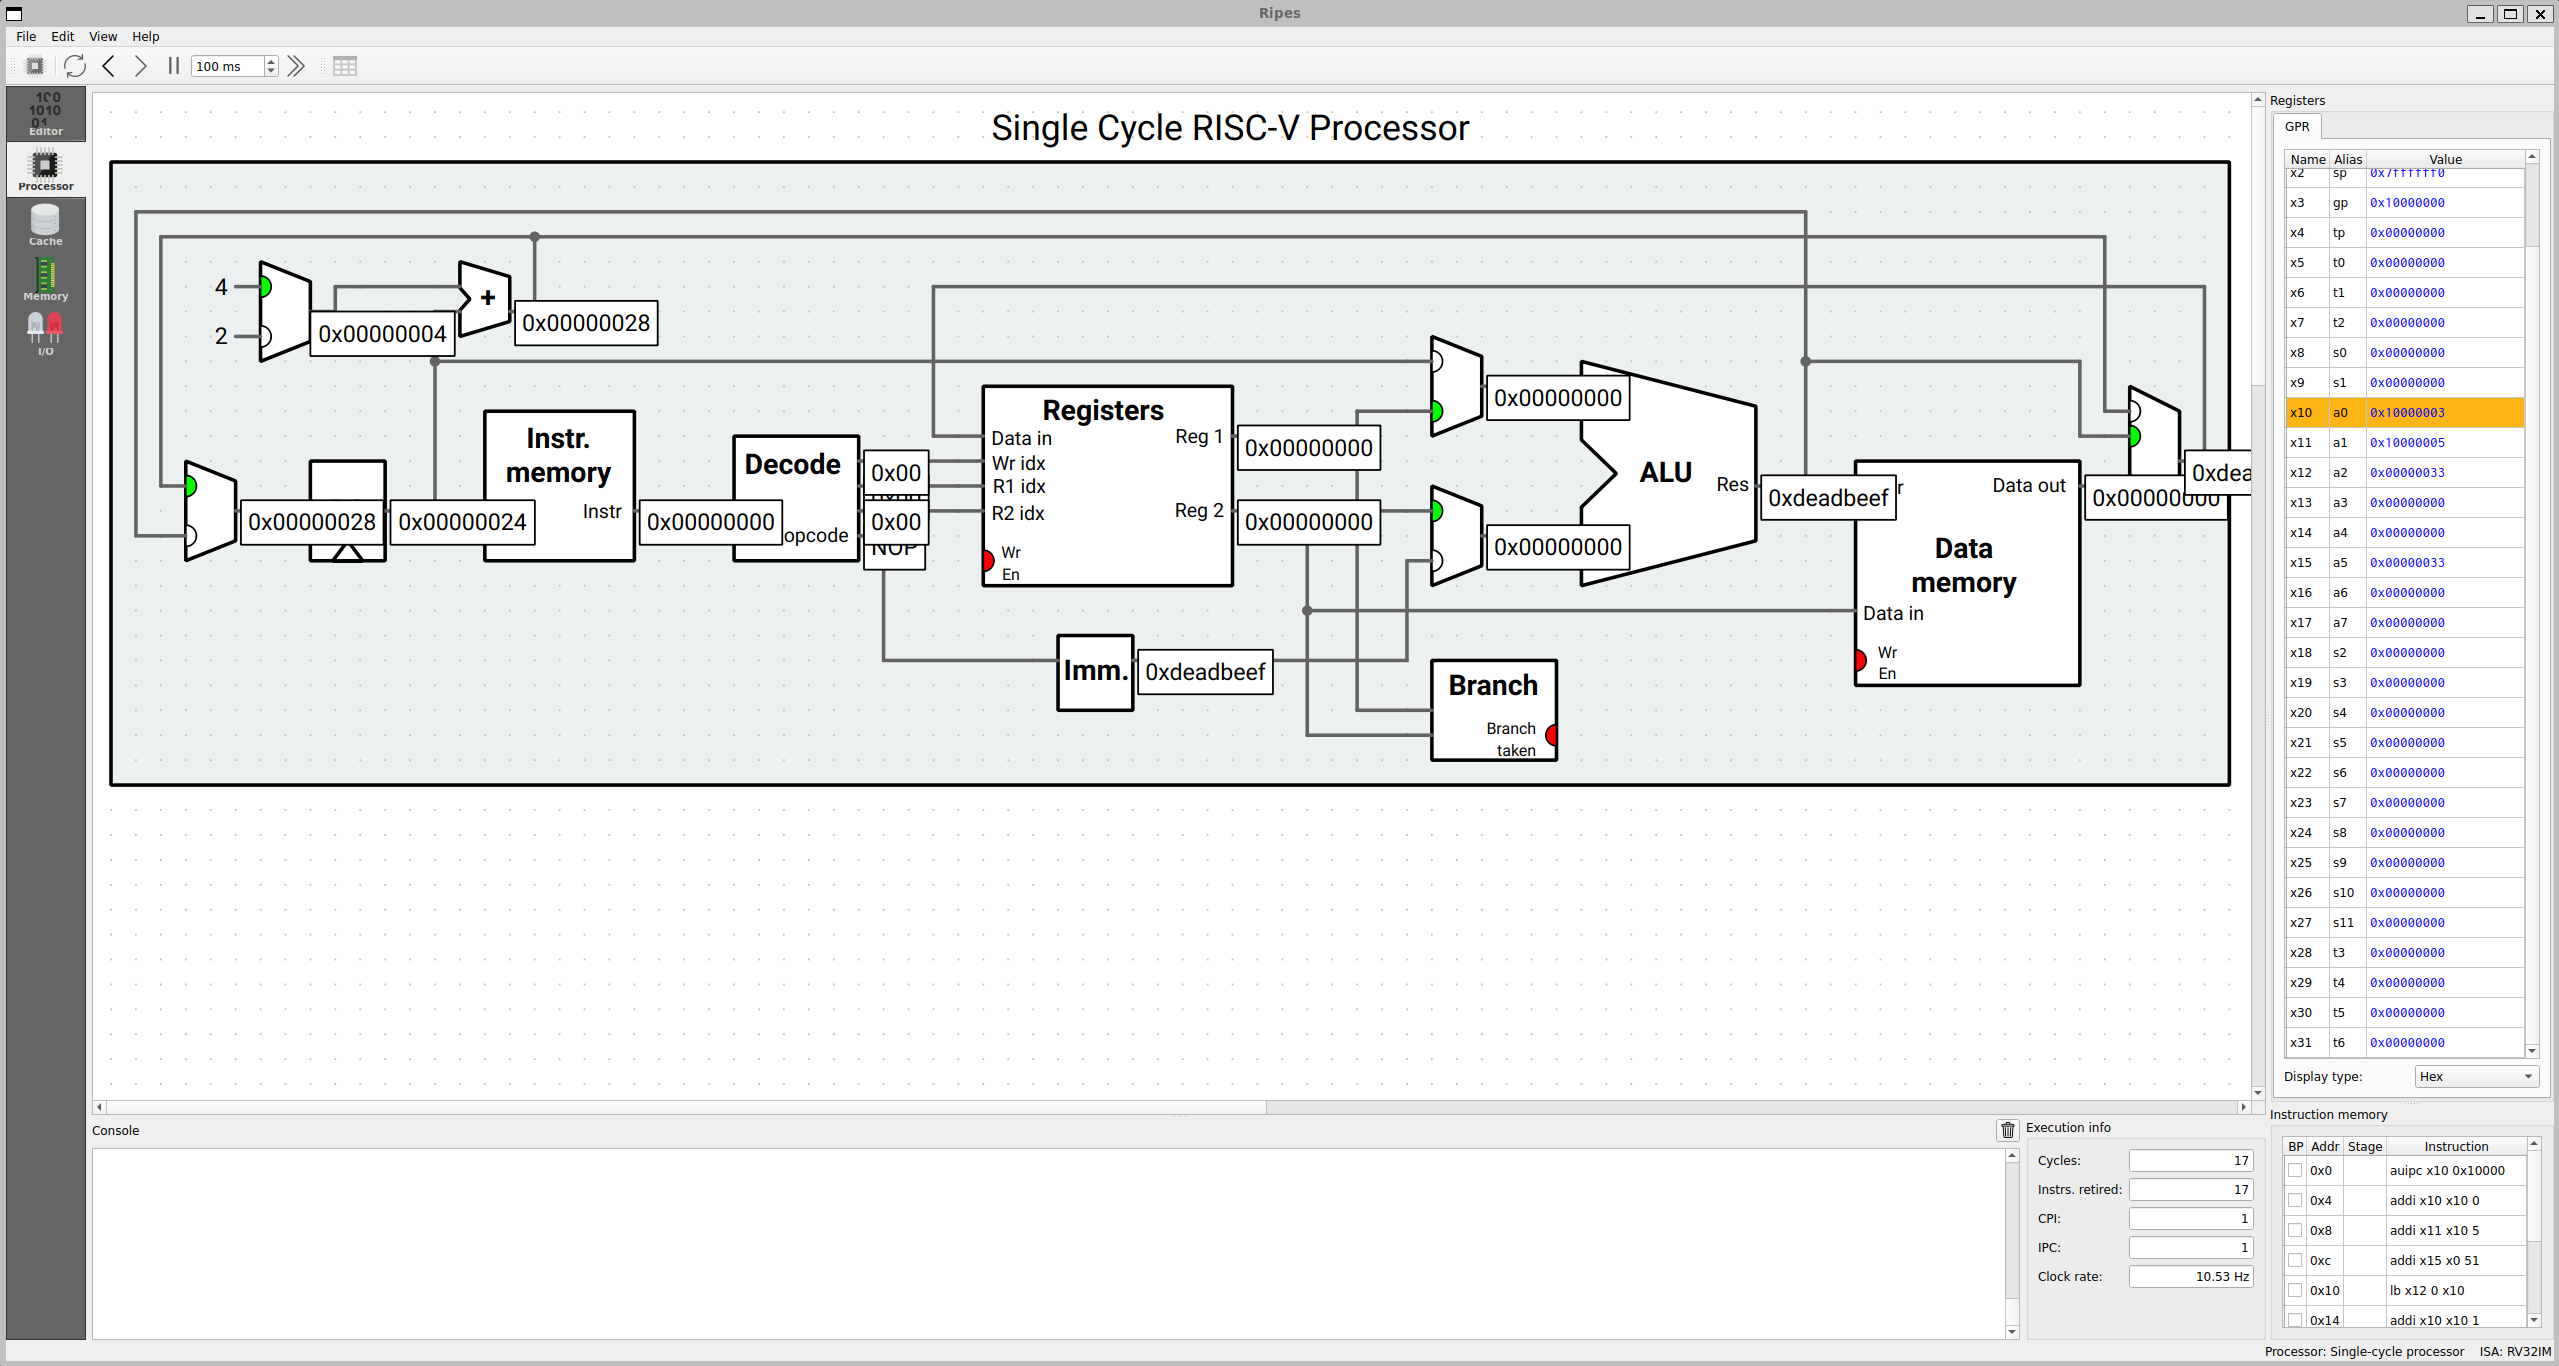 Ripes
File Edit View Help
100 ms
Editor
Processor
Cache
Memory
I/O
Single Cycle RISC-V Processor
4
2
0x00000004
+
0x00000028
0x00000028
0x00000024
Instr. memory
Instr
0x00000000
Decode
opcode
0x00
0x00
NOP
Registers
Data in
Wr idx
R1 idx
R2 idx
Wr En
Reg 1
Reg 2
0x00000000
0x00000000
Imm.
0xdeadbeef
0x00000000
0x00000000
ALU
Res
0xdeadbeef
r
Data out
Data memory
Data in
Wr En
0x00000000
0xdea
Branch
Branch taken
Registers
GPR
Name Alias Value
x2 sp 0x7ffffff0
x3 gp 0x10000000
x4 tp 0x00000000
x5 t0 0x00000000
x6 t1 0x00000000
x7 t2 0x00000000
x8 s0 0x00000000
x9 s1 0x00000000
x10 a0 0x10000003
x11 a1 0x10000005
x12 a2 0x00000033
x13 a3 0x00000000
x14 a4 0x00000000
x15 a5 0x00000033
x16 a6 0x00000000
x17 a7 0x00000000
x18 s2 0x00000000
x19 s3 0x00000000
x20 s4 0x00000000
x21 s5 0x00000000
x22 s6 0x00000000
x23 s7 0x00000000
x24 s8 0x00000000
x25 s9 0x00000000
x26 s10 0x00000000
x27 s11 0x00000000
x28 t3 0x00000000
x29 t4 0x00000000
x30 t5 0x00000000
x31 t6 0x00000000
Display type: Hex
Console
Execution info
Cycles: 17
Instrs. retired: 17
CPI: 1
IPC: 1
Clock rate: 10.53 Hz
Instruction memory
BP Addr Stage Instruction
0x0 auipc x10 0x10000
0x4 addi x10 x10 0
0x8 addi x11 x10 5
0xc addi x15 x0 51
0x10 lb x12 0 x10
0x14 addi x10 x10 1
Processor: Single-cycle processor ISA: RV32IM